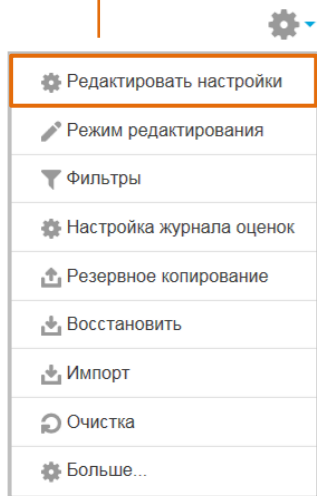 Редактировать настройки
Режим редактирования
Фильтры
Настройка журнала оценок
Резервное копирование
Восстановить
Импорт
Очистка
Больше...